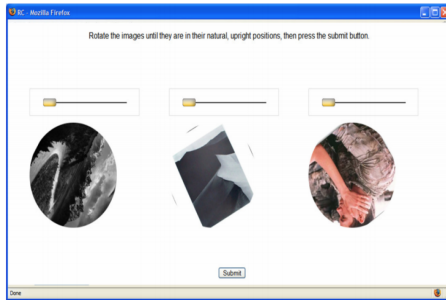 RC - Mozilla Firefox
Rotate the images until they are in their natural, upright positions, then press the submit button.
Submit
Done